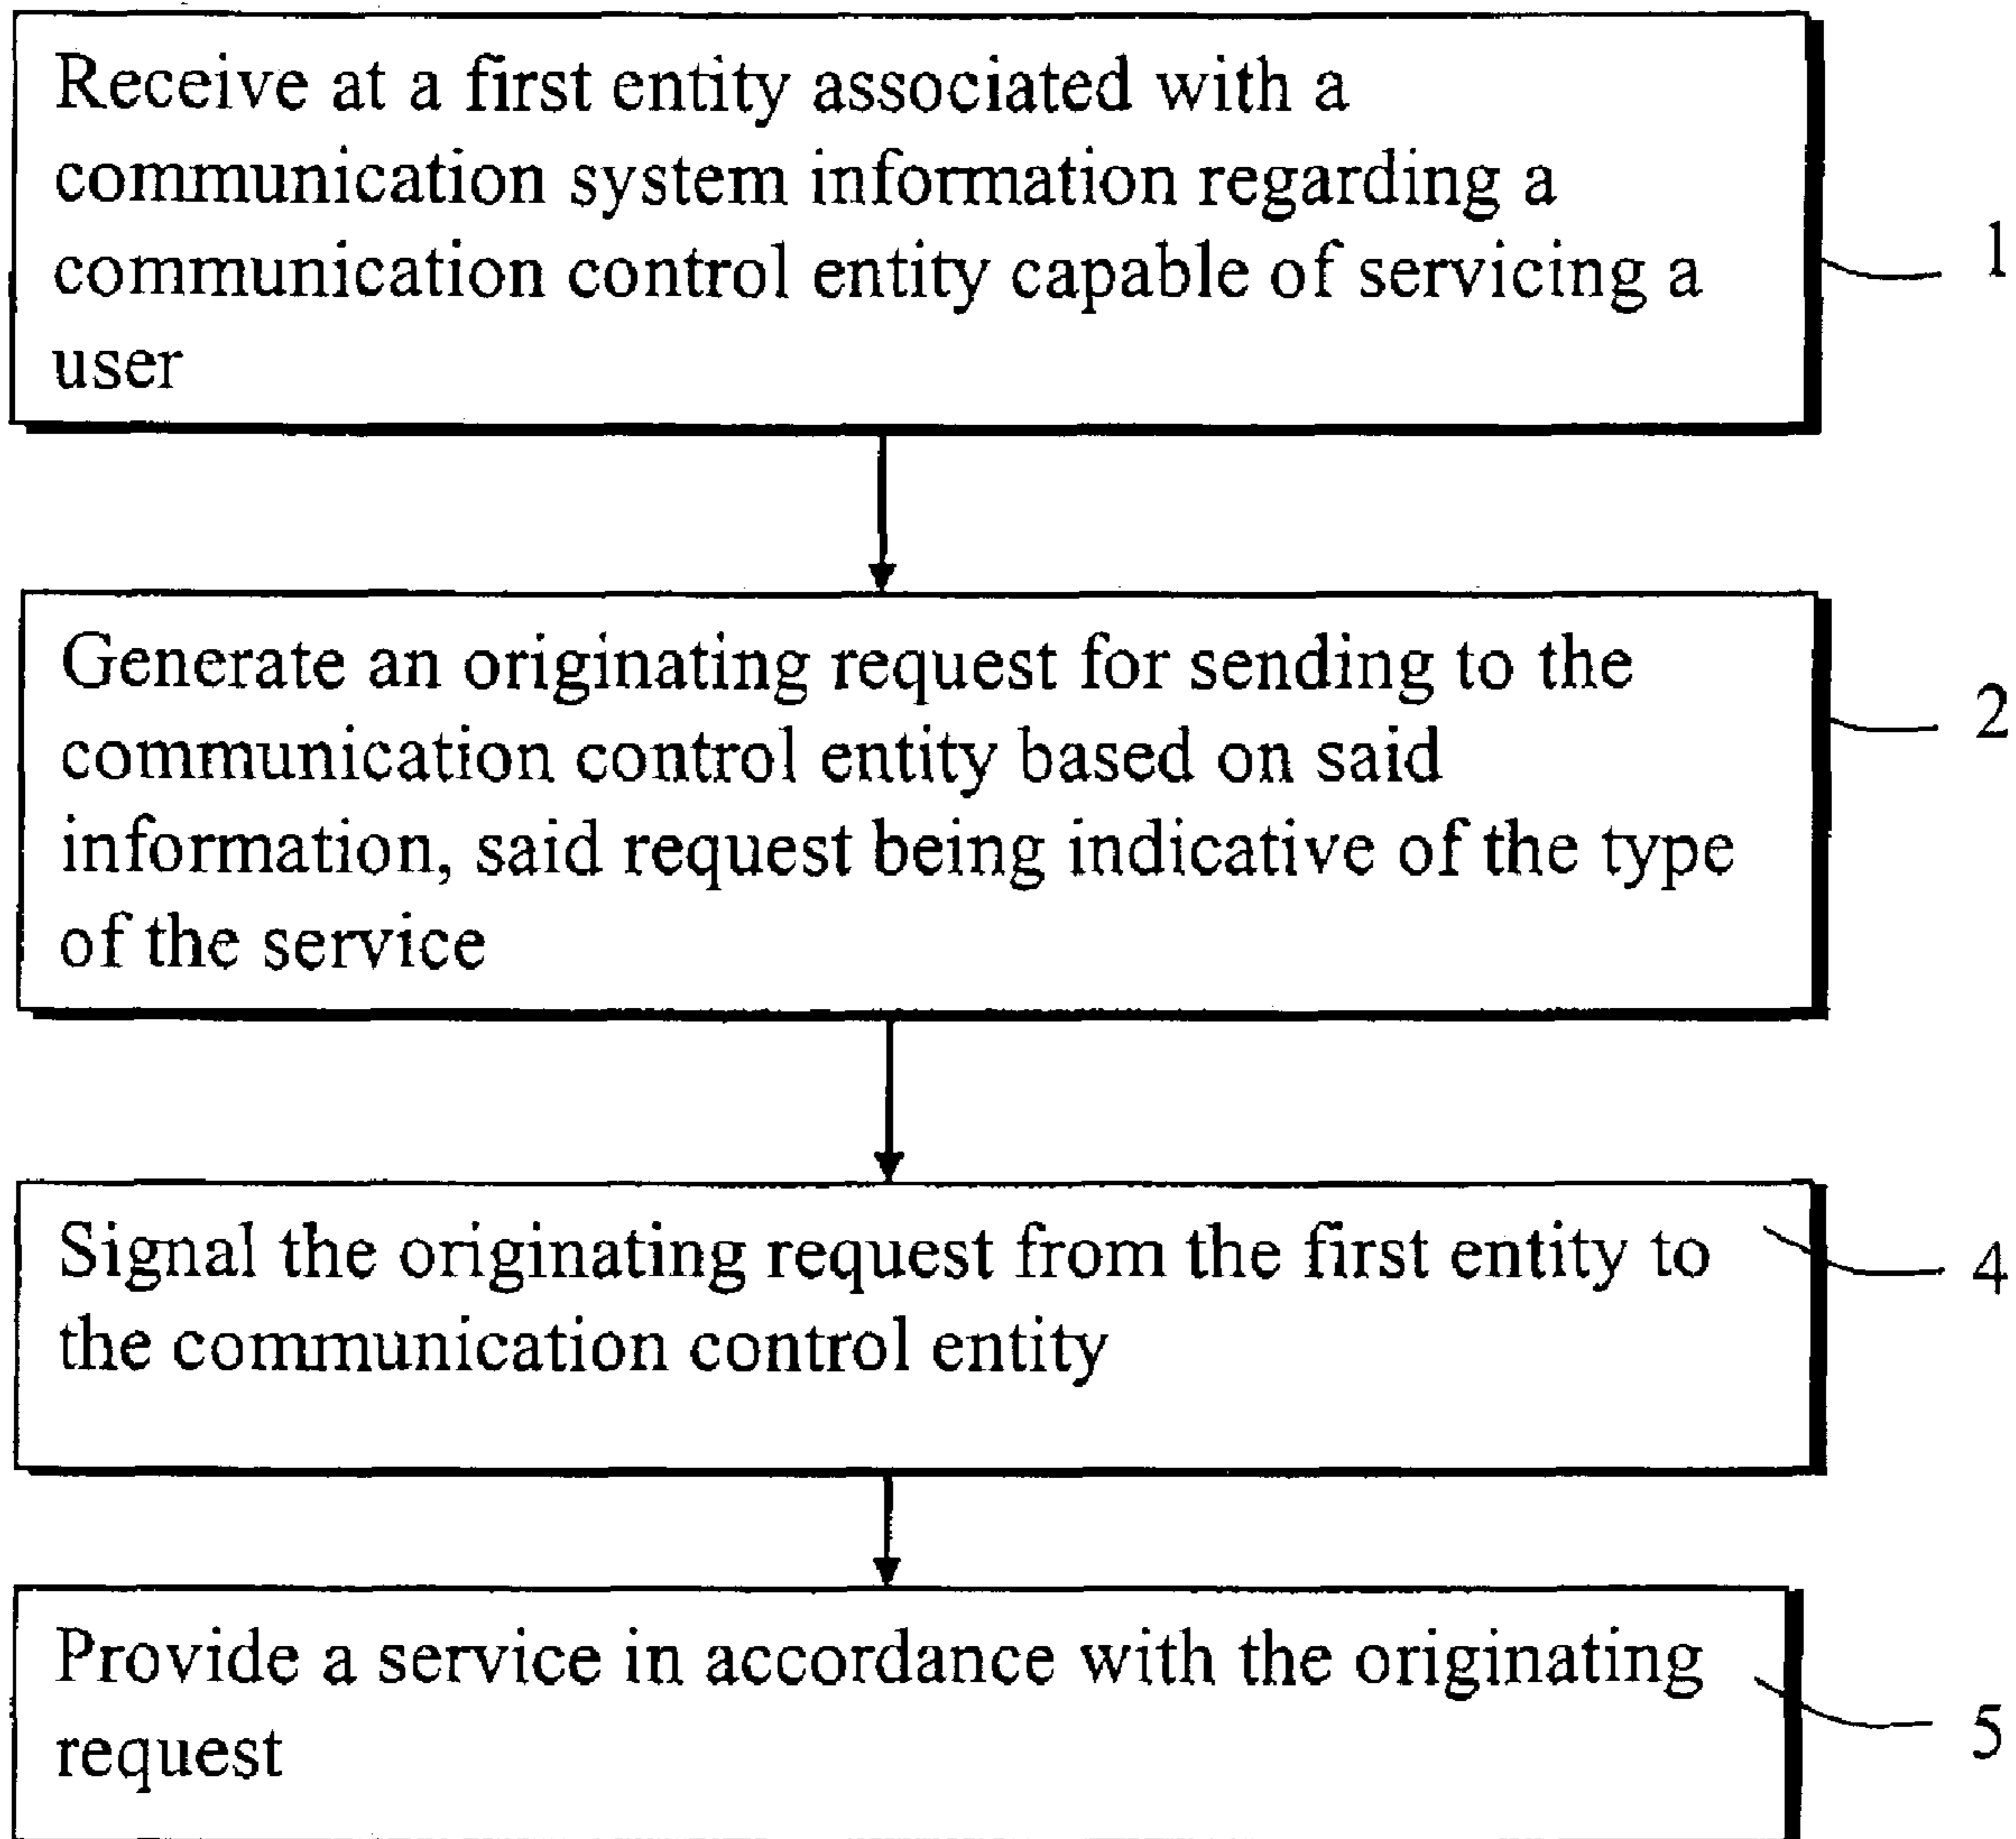 Receive at a first entity associated with a
communication system information regarding a
communication control entity capable of servicing a
user
1
Generate an originating request for sending to the
communication control entity based on said
information, said request being indicative of the type
of the service
2
Signal the originating request from the first entity to
the communication control entity
4
Provide a service in accordance with the originating
request
5